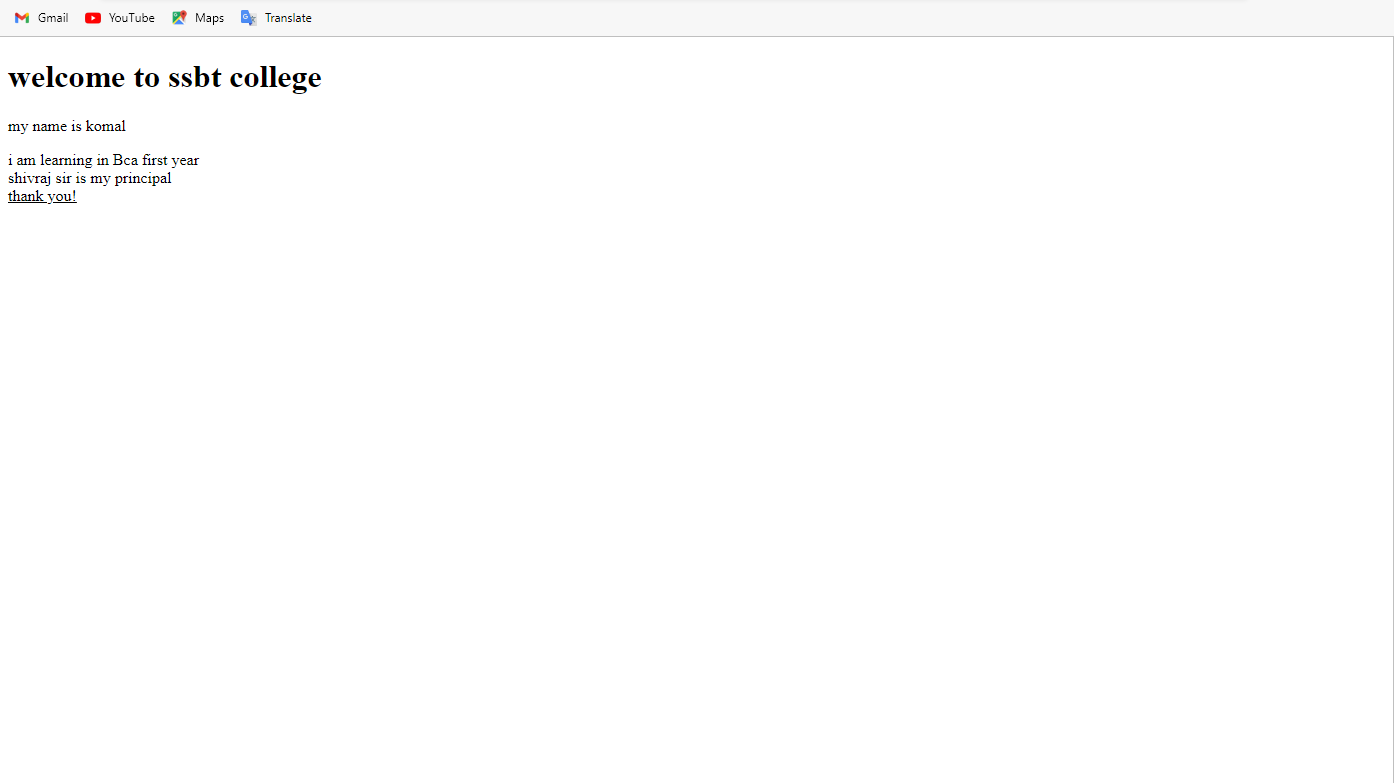 Gmail YouTube Maps Translate
welcome to ssbt college
my name is komal
i am learning in Bca first year
shivraj sir is my principal
thank you!